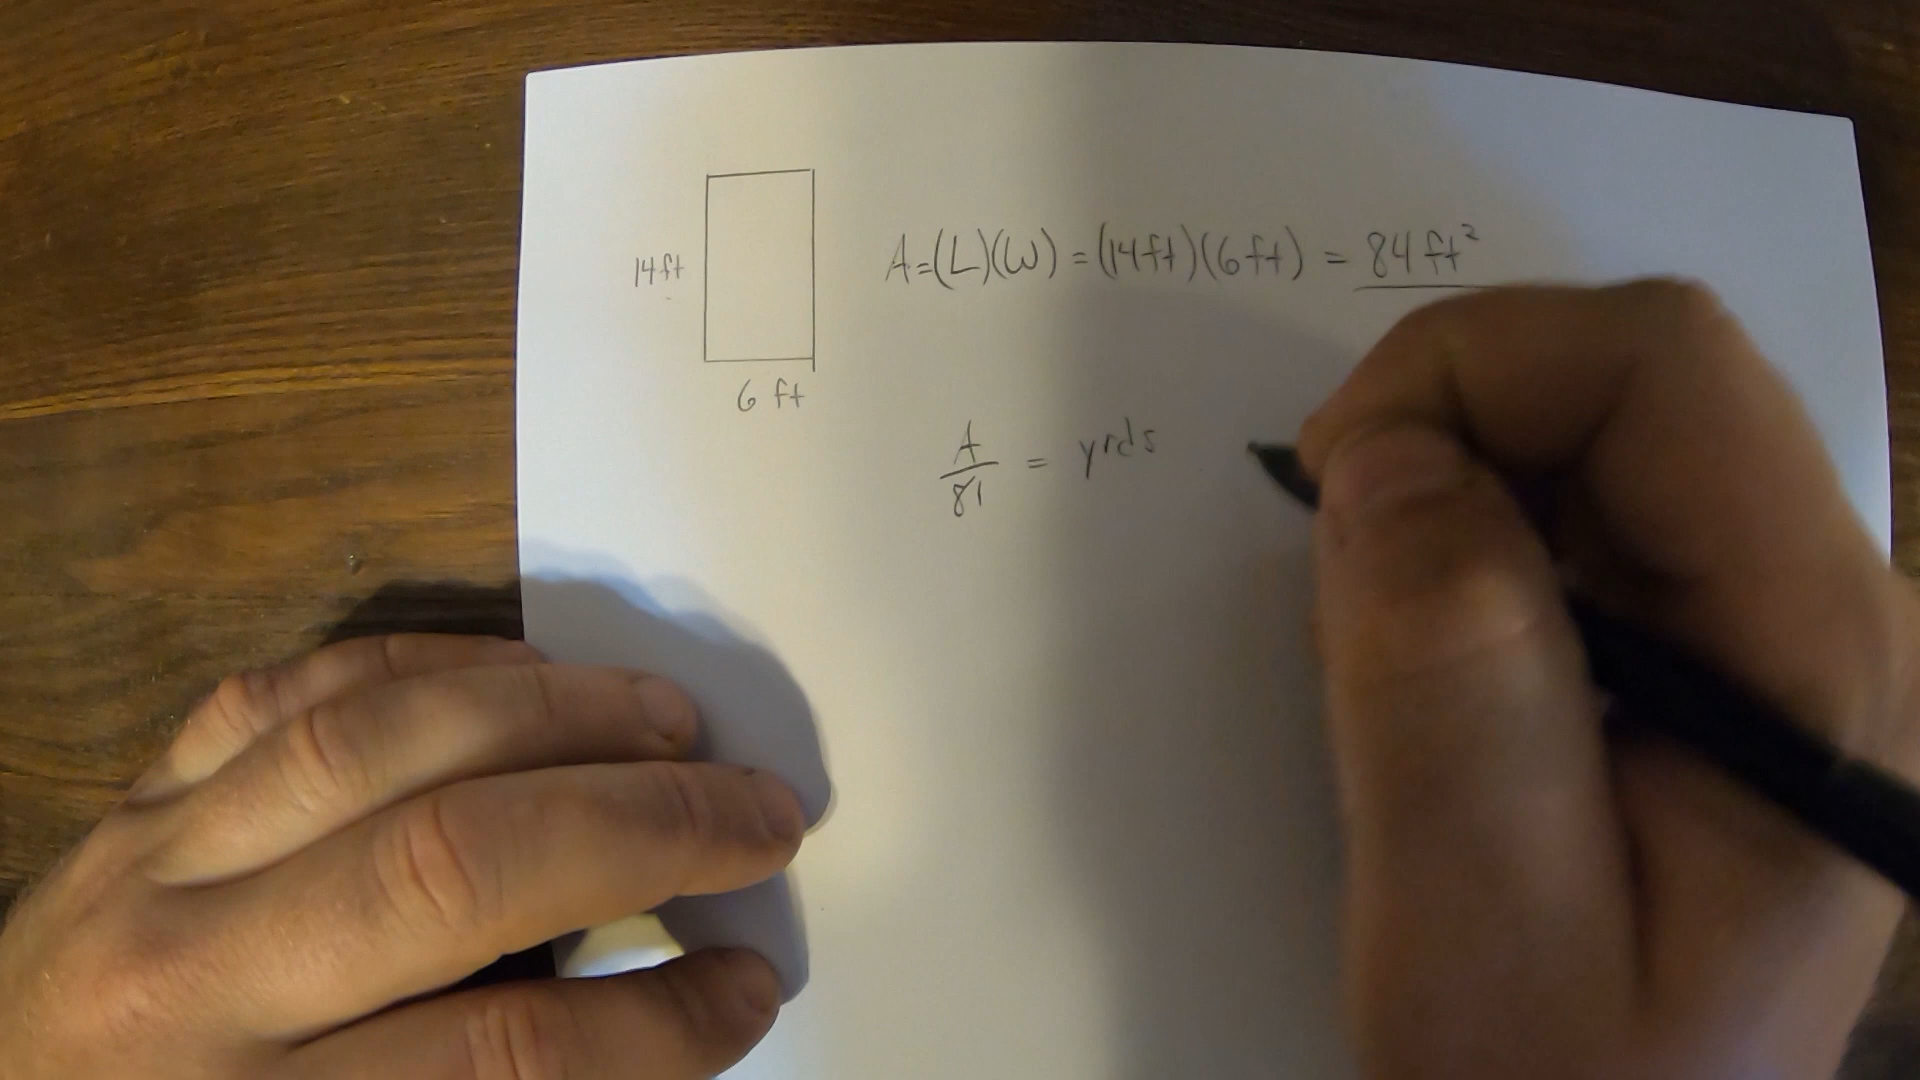 14ft
A=(L)(W) = (14ft)(6ft) = 84ft²
6 ft
A/81 = yrds